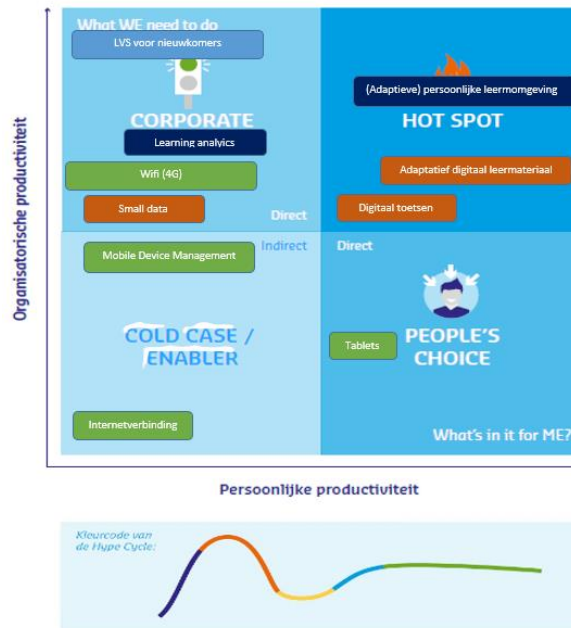 What WE need to do
LVS voor nieuwkomers
CORPORATE
Learning analyics
Wifi (4G)
Small data
Direct
(Adaptieve) persoonlijke leermomgeving
HOT SPOT
Adaptatief digitaal leermateriaal
Digitaal toetsen
Mobile Device Management
Indirect
COLD CASE /
ENABLER
Internetverbinding
Direct
Tablets
PEOPLE'S
CHOICE
What's in it for ME?
Organisatorische productiviteit
Persoonlijke productiviteit
Kleurcode van
de Hype Cycle: